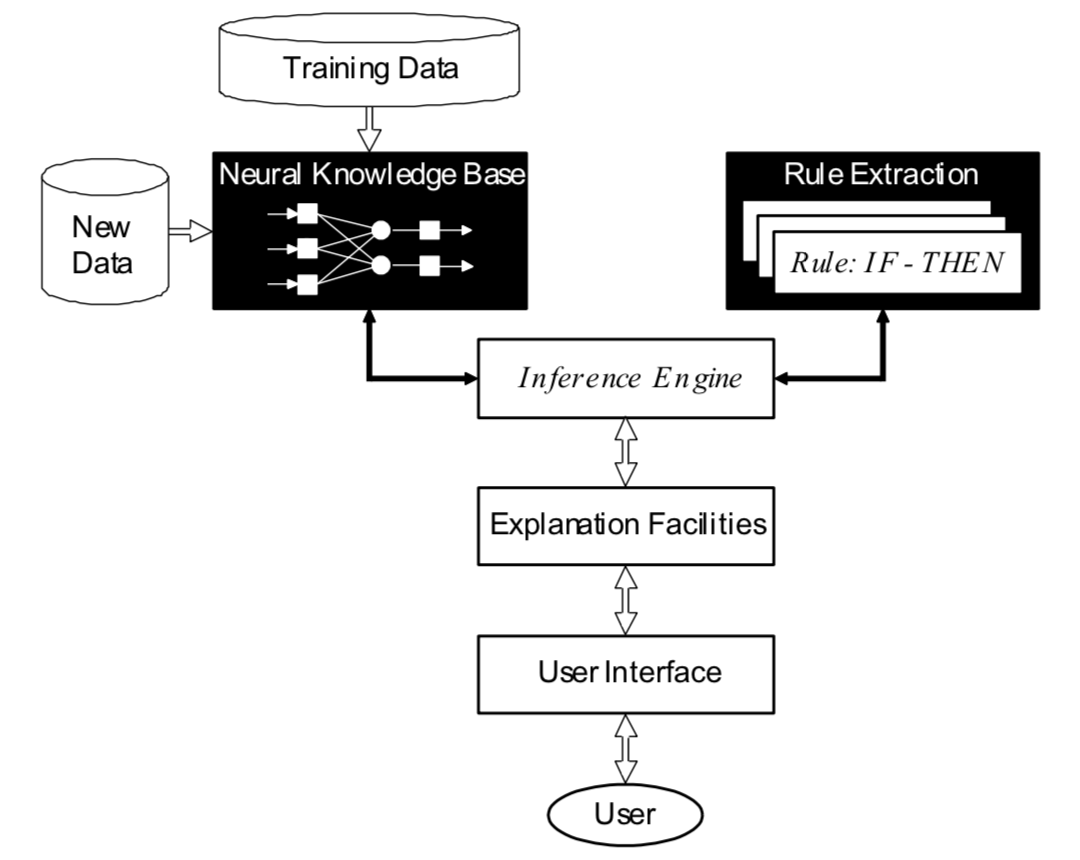 Training Data
Neural Knowledge Base
Rule Extraction
New
Data
Rule: IF - THEN
Inference Engine
Explanation Facilities
User Interface
User